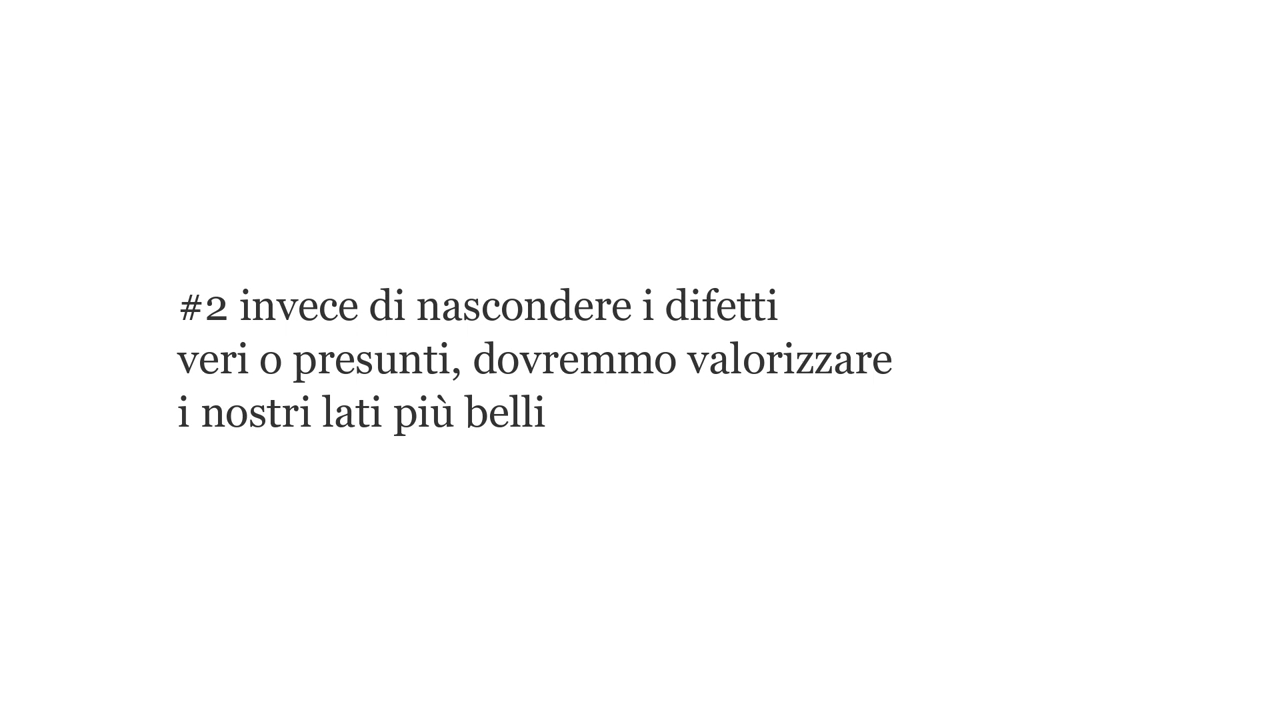 #2 invece di nascondere i difetti
veri o presunti, dovremmo valorizzare
i nostri lati più belli